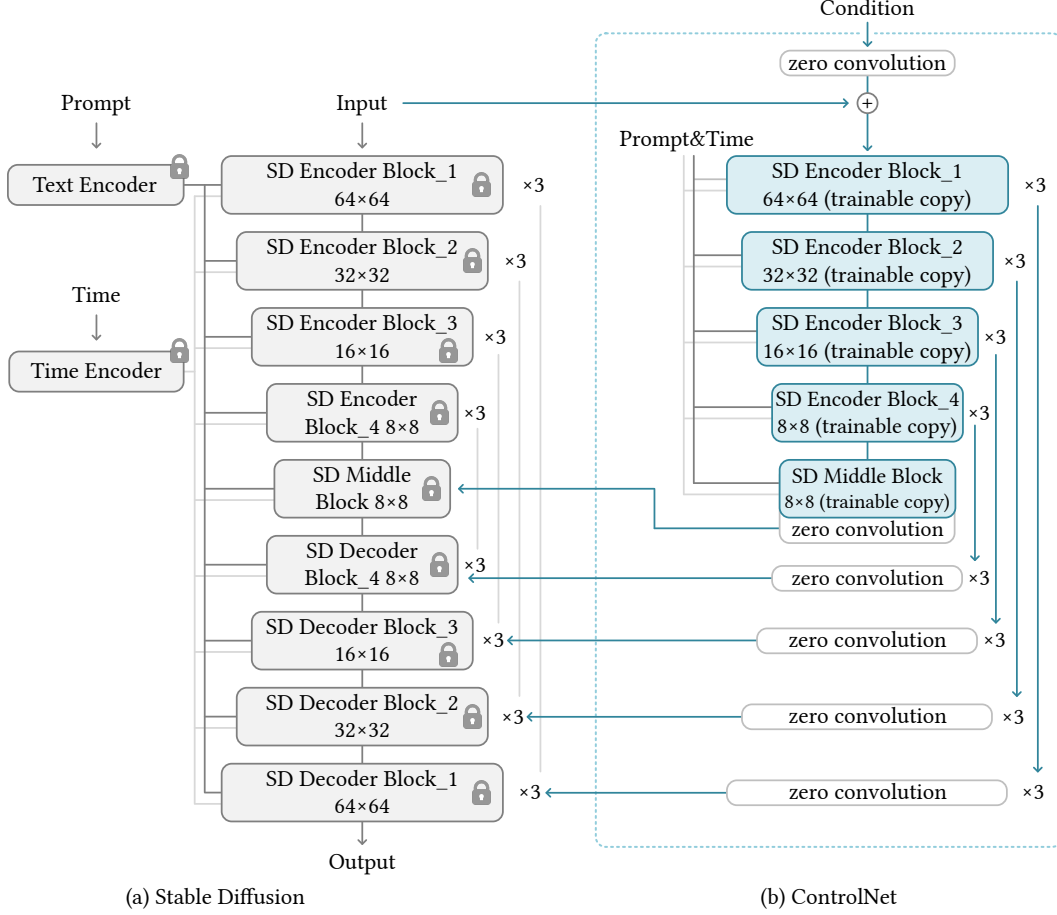 Condition
zero convolution
Prompt
Input
+
Prompt&Time
Text Encoder
SD Encoder Block_1
64×64
×3
SD Encoder Block_1
64×64 (trainable copy)
×3
SD Encoder Block_2
32×32
×3
SD Encoder Block_2
32×32 (trainable copy)
×3
Time
SD Encoder Block_3
16×16
×3
SD Encoder Block_3
16×16 (trainable copy)
×3
Time Encoder
SD Encoder
Block_4 8×8
×3
SD Encoder Block_4
8×8 (trainable copy)
×3
SD Middle
Block 8×8
SD Middle Block
8×8 (trainable copy)
zero convolution
SD Decoder
Block_4 8×8
×3
zero convolution
×3
SD Decoder Block_3
16×16
×3
zero convolution
×3
SD Decoder Block_2
32×32
×3
zero convolution
×3
SD Decoder Block_1
64×64
×3
zero convolution
×3
Output
(a) Stable Diffusion
(b) ControlNet